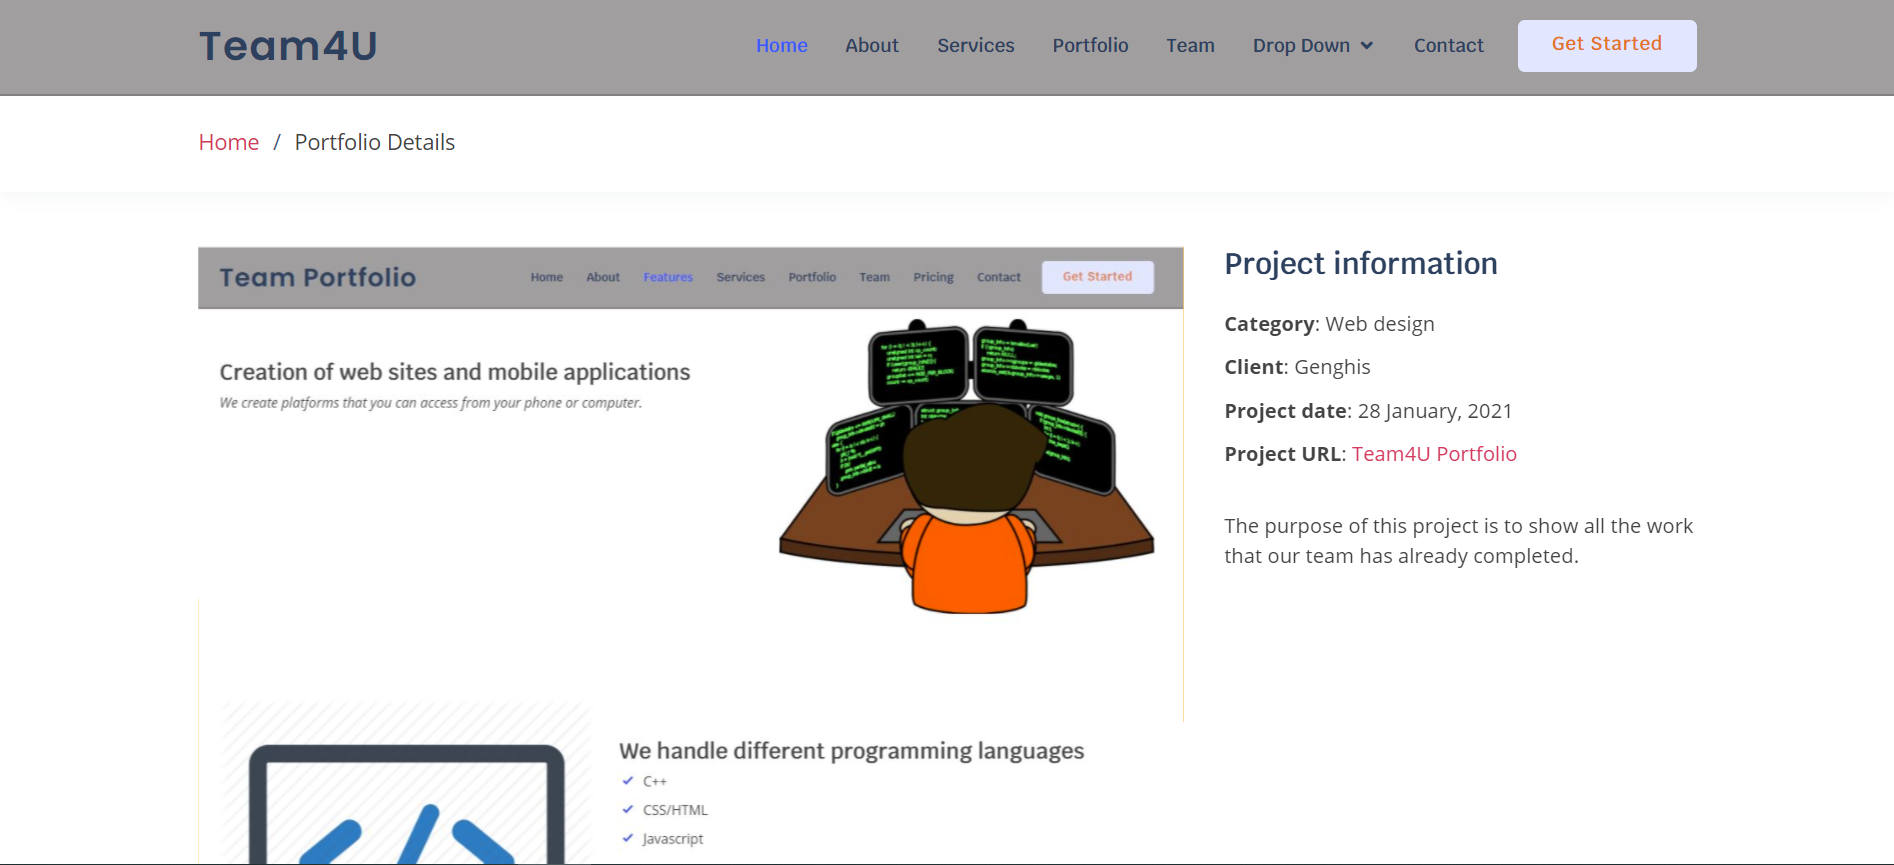 Team4U
Home About Services Portfolio Team Drop Down Contact Get Started
Home / Portfolio Details
Team Portfolio
Home About Features Services Portfolio Team Pricing Contact Get Started
Creation of web sites and mobile applications
We create platforms that you can access from your phone or computer.
We handle different programming languages
C++
CSS/HTML
Javascript
Project information
Category: Web design
Client: Genghis
Project date: 28 January, 2021
Project URL: Team4U Portfolio
The purpose of this project is to show all the work
that our team has already completed.